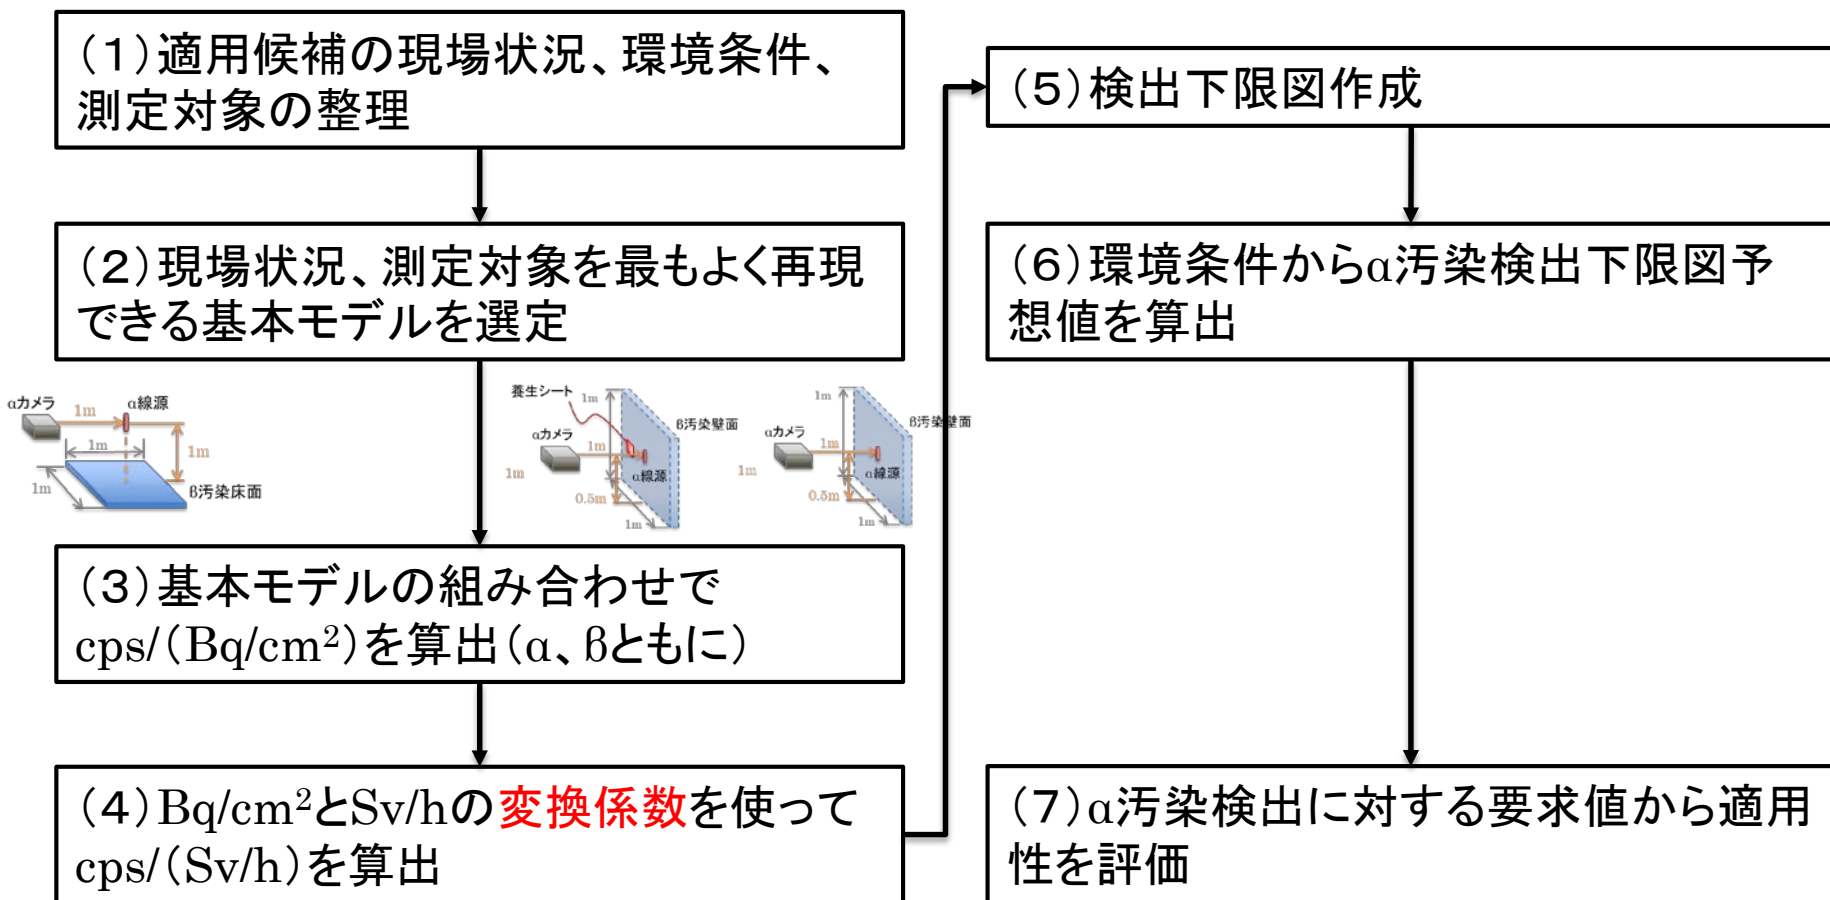 (1)適用候補の現場状況、環境条件、
測定対象の整理
(2)現場状況、測定対象を最もよく再現
できる基本モデルを選定
αカメラ
α線源
1m
1m
1m
1m
β汚染床面
養生シート
1m
β汚染壁面
αカメラ
1m
1m
α線源
0.5m
1m
1m
β汚染壁面
αカメラ
1m
1m
α線源
0.5m
1m
(3)基本モデルの組み合わせで
cps/(Bq/cm²)を算出(α、βともに)
(4)Bq/cm²とSv/hの変換係数を使って
cps/(Sv/h)を算出
(5)検出下限図作成
(6)環境条件からα汚染検出下限図予
想値を算出
(7)α汚染検出に対する要求値から適用
性を評価